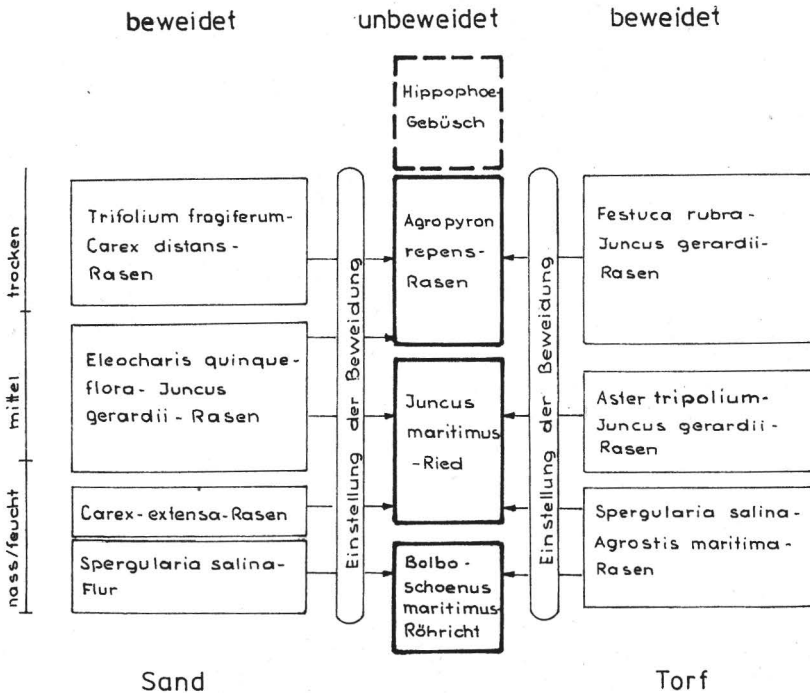 beweidet
unbeweidet
beweidet
Hippophoe-
Gebüsch
trocken
mittel
nass/feucht
Trifolium fragiferum-
Carex distans-
Rasen
Eleocharis quinque-
flora- Juncus
gerardii-Rasen
Carex-extensa-Rasen
Spergularia salina-
Flur
Einstellung der Beweidung
Agropyron
repens-
Rasen
Juncus
maritimus
-Ried
Bolbo-
schoenus
maritimus-
Röhricht
Einstellung der Beweidung
Festuca rubra-
Juncus gerardii-
Rasen
Aster tripolium-
Juncus gerardii-
Rasen
Spergularia salina-
Agrostis maritima-
Rasen
Sand
Torf